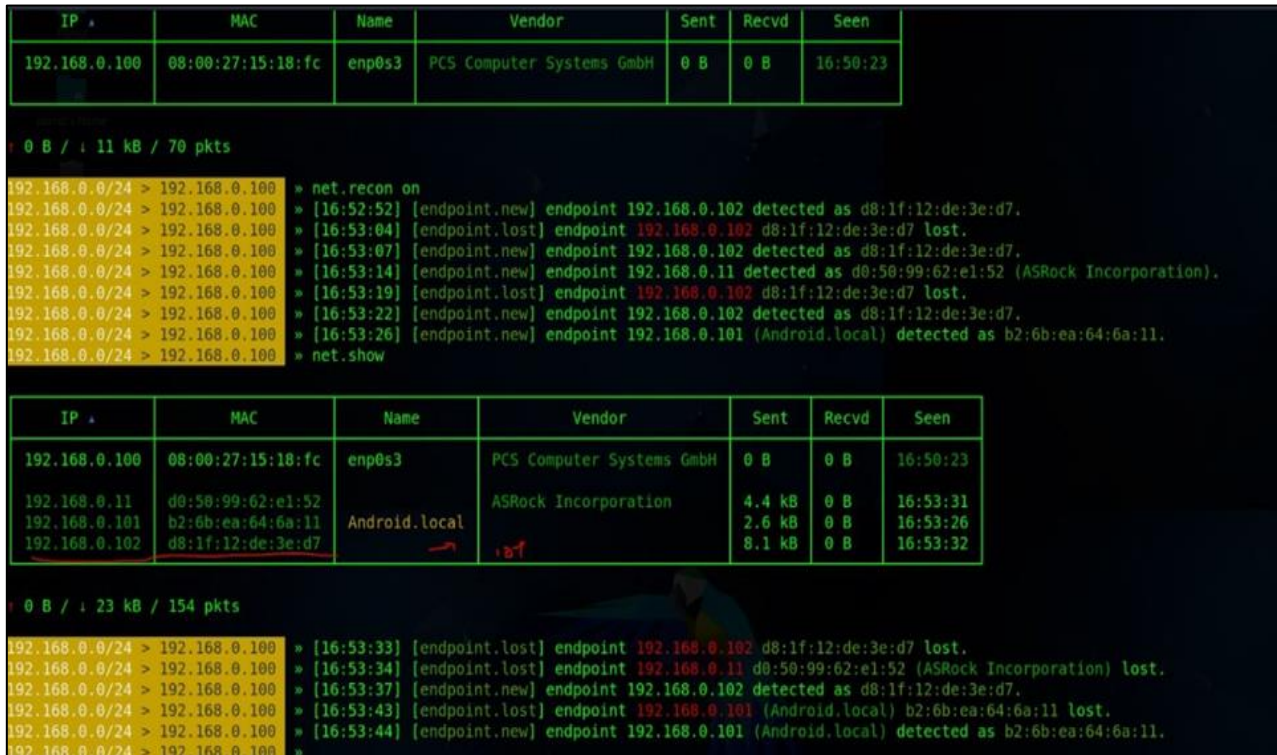 IP ▴ MAC Name Vendor Sent Recvd Seen
192.168.0.100 08:00:27:15:18:fc enp0s3 PCS Computer Systems GmbH 0 B 0 B 16:50:23
↑ 0 B / ↓ 11 kB / 70 pkts
192.168.0.0/24 > 192.168.0.100 » net.recon on
192.168.0.0/24 > 192.168.0.100 » [16:52:52] [endpoint.new] endpoint 192.168.0.102 detected as d8:1f:12:de:3e:d7.
192.168.0.0/24 > 192.168.0.100 » [16:53:04] [endpoint.lost] endpoint 192.168.0.102 d8:1f:12:de:3e:d7 lost.
192.168.0.0/24 > 192.168.0.100 » [16:53:07] [endpoint.new] endpoint 192.168.0.102 detected as d8:1f:12:de:3e:d7.
192.168.0.0/24 > 192.168.0.100 » [16:53:14] [endpoint.new] endpoint 192.168.0.11 detected as d0:50:99:62:e1:52 (ASRock Incorporation).
192.168.0.0/24 > 192.168.0.100 » [16:53:19] [endpoint.lost] endpoint 192.168.0.102 d8:1f:12:de:3e:d7 lost.
192.168.0.0/24 > 192.168.0.100 » [16:53:22] [endpoint.new] endpoint 192.168.0.102 detected as d8:1f:12:de:3e:d7.
192.168.0.0/24 > 192.168.0.100 » [16:53:26] [endpoint.new] endpoint 192.168.0.101 (Android.local) detected as b2:6b:ea:64:6a:11.
192.168.0.0/24 > 192.168.0.100 » net.show
IP ▴ MAC Name Vendor Sent Recvd Seen
192.168.0.100 08:00:27:15:18:fc enp0s3 PCS Computer Systems GmbH 0 B 0 B 16:50:23
192.168.0.11 d0:50:99:62:e1:52 ASRock Incorporation 4.4 kB 0 B 16:53:31
192.168.0.101 b2:6b:ea:64:6a:11 Android.local 2.6 kB 0 B 16:53:26
192.168.0.102 d8:1f:12:de:3e:d7 8.1 kB 0 B 16:53:32
↑ 0 B / ↓ 23 kB / 154 pkts
192.168.0.0/24 > 192.168.0.100 » [16:53:33] [endpoint.lost] endpoint 192.168.0.102 d8:1f:12:de:3e:d7 lost.
192.168.0.0/24 > 192.168.0.100 » [16:53:34] [endpoint.lost] endpoint 192.168.0.11 d0:50:99:62:e1:52 (ASRock Incorporation) lost.
192.168.0.0/24 > 192.168.0.100 » [16:53:37] [endpoint.new] endpoint 192.168.0.102 detected as d8:1f:12:de:3e:d7.
192.168.0.0/24 > 192.168.0.100 » [16:53:43] [endpoint.lost] endpoint 192.168.0.101 (Android.local) b2:6b:ea:64:6a:11 lost.
192.168.0.0/24 > 192.168.0.100 » [16:53:44] [endpoint.new] endpoint 192.168.0.101 (Android.local) detected as b2:6b:ea:64:6a:11.
192.168.0.0/24 > 192.168.0.100 »